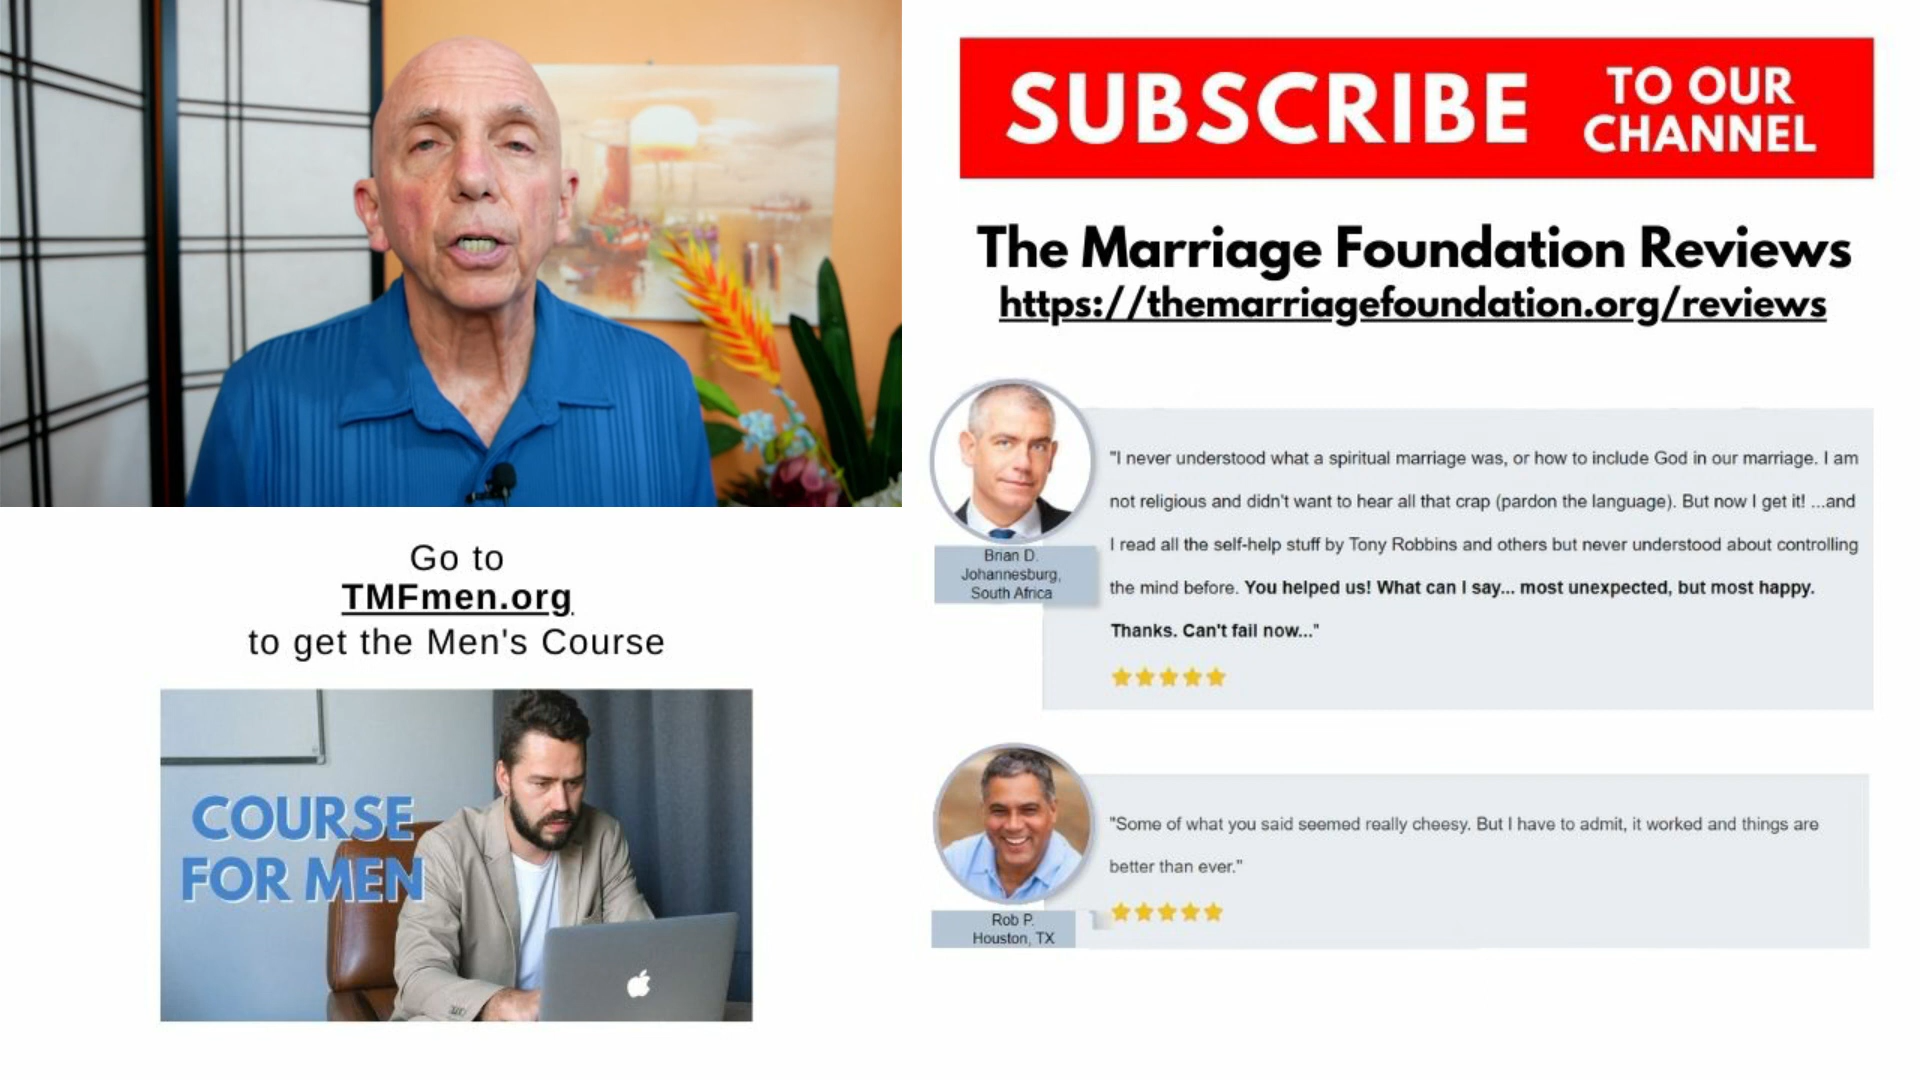 SUBSCRIBE
TO OUR
CHANNEL
The Marriage Foundation Reviews
https://themarriagefoundation.org/reviews
"I never understood what a spiritual marriage was, or how to include God in our marriage. I am
not religious and didn't want to hear all that crap (pardon the language). But now I get it! ...and
I read all the self-help stuff by Tony Robbins and others but never understood about controlling
the mind before. You helped us! What can I say... most unexpected, but most happy.
Thanks. Can't fail now..."
Brian D.
Johannesburg,
South Africa
"Some of what you said seemed really cheesy. But I have to admit, it worked and things are
better than ever."
Rob P.
Houston, TX
Go to
TMFmen.org
to get the Men's Course
COURSE
FOR MEN